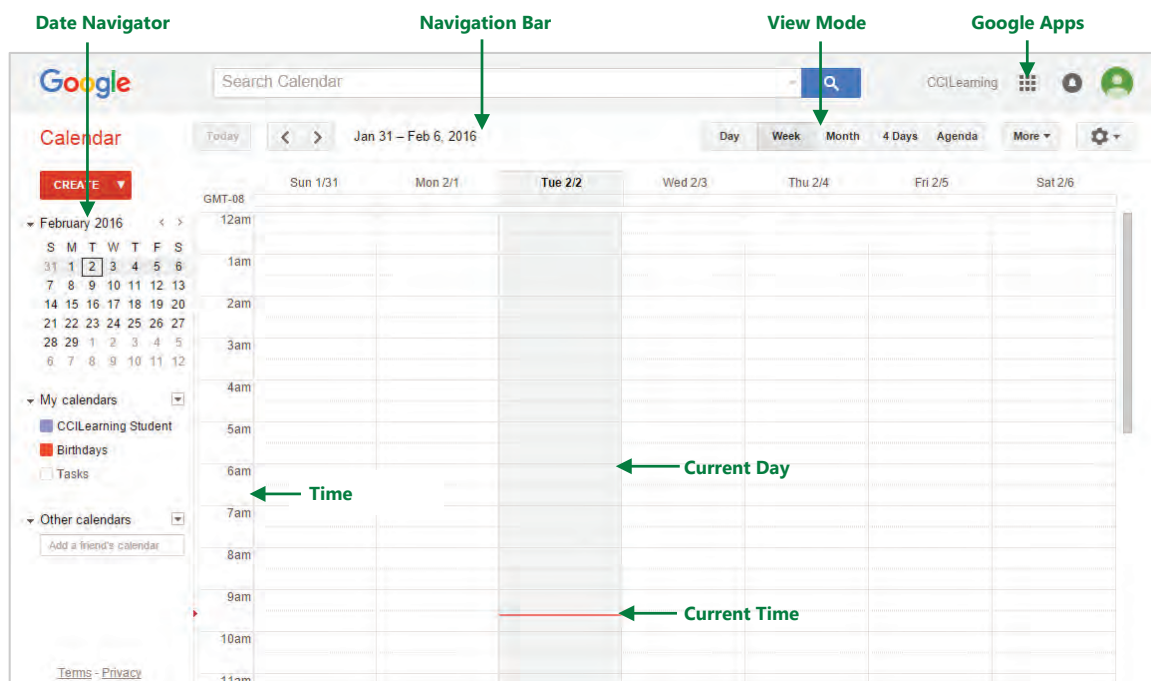 Date Navigator Navigation Bar View Mode Google Apps
Google Search Calendar CCILearning
Calendar Today Jan 31 – Feb 6, 2016 Day Week Month 4 Days Agenda More
CREATE
Sun 1/31 Mon 2/1 Tue 2/2 Wed 2/3 Thu 2/4 Fri 2/5 Sat 2/6
GMT-08
February 2016 < >
S M T W T F S
31 1 2 3 4 5 6
7 8 9 10 11 12 13
14 15 16 17 18 19 20
21 22 23 24 25 26 27
28 29 1 2 3 4 5
6 7 8 9 10 11 12
My calendars
CCILearning Student
Birthdays
Tasks
Other calendars
Add a friend's calendar
Terms - Privacy
12am
1am
2am
3am
4am
5am
6am
7am
8am
9am
10am
11am
Current Day
Time
Current Time